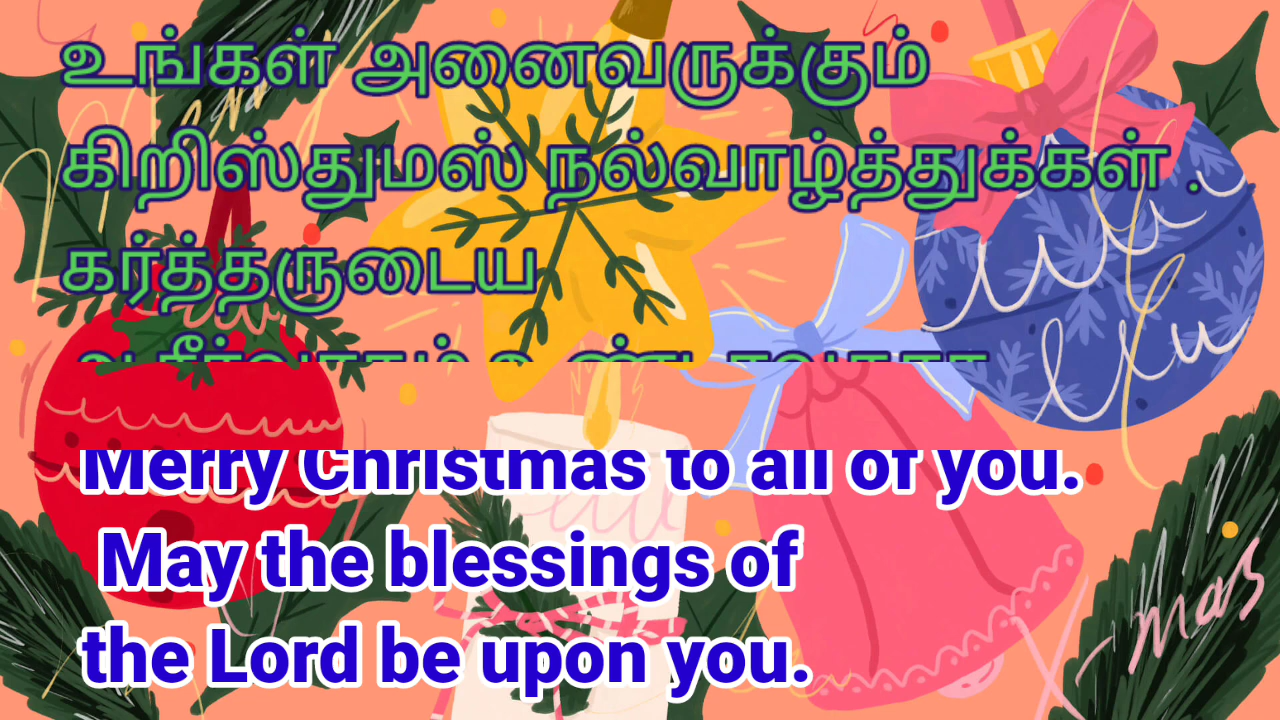 உங்கள் அனைவருக்கும்
கிறிஸ்துமஸ் நல்வாழ்த்துக்கள் .
கர்த்தருடைய
Merry Christmas to all of you.
May the blessings of
the Lord be upon you.
X-mas